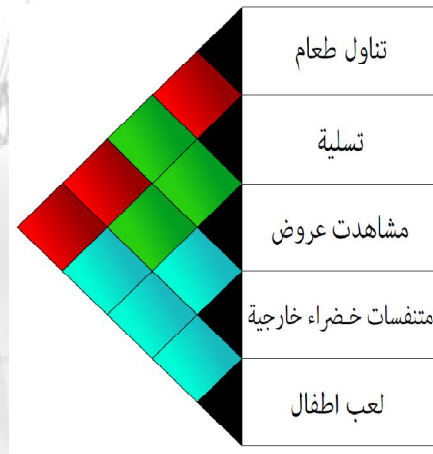 تناول طعام
تسلية
مشاهدت عروض
متنفسات خضراء خارجية
لعب اطفال